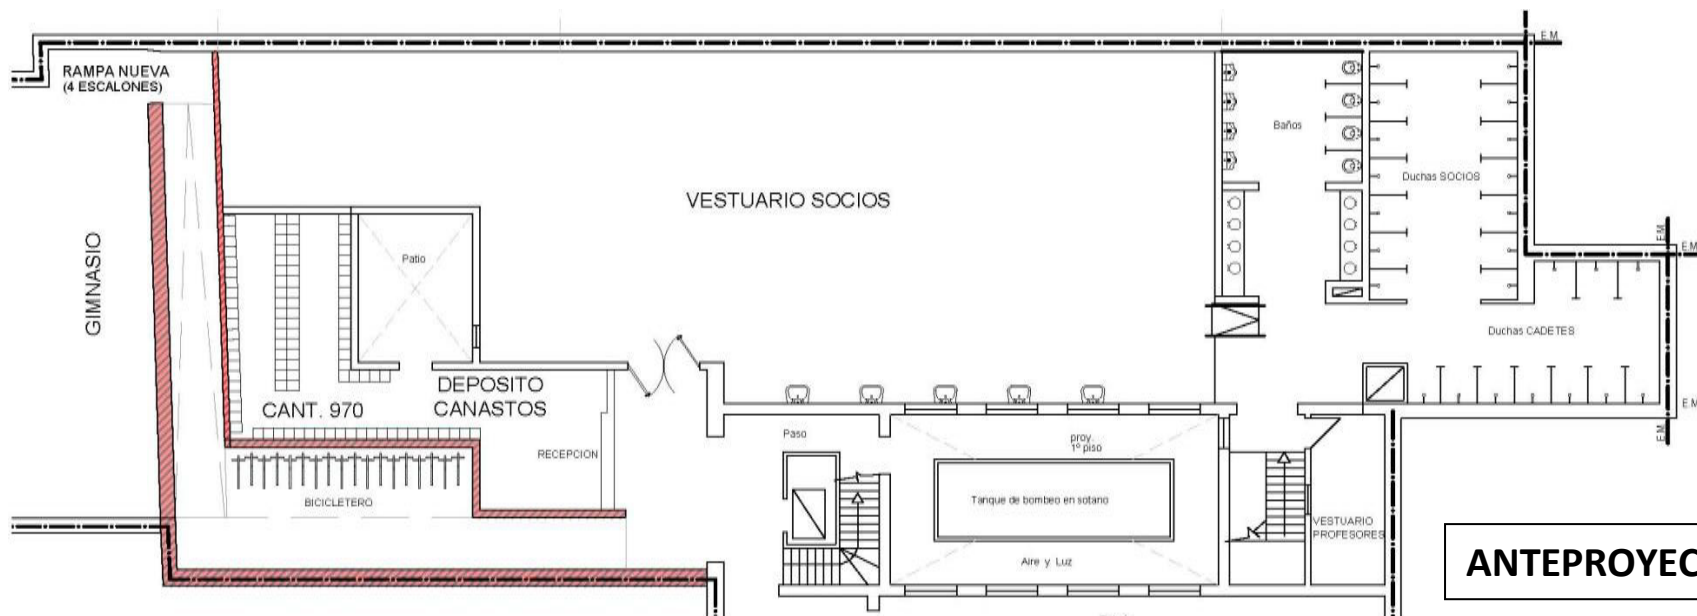 E.M.
RAMPA NUEVA
(4 ESCALONES)
Baños
Duchas SOCIOS
VESTUARIO SOCIOS
GIMNASIO
Patio
E.M.
E.M.
Duchas CADETES
DEPOSITO
CANASTOS
CANT. 970
E.M.
E.M.
Paso
proy.
1º piso
RECEPCION
BICICLETERO
Tanque de bombeo en sotano
VESTUARIO
PROFESORES
Aire y Luz
ANTEPROYEC